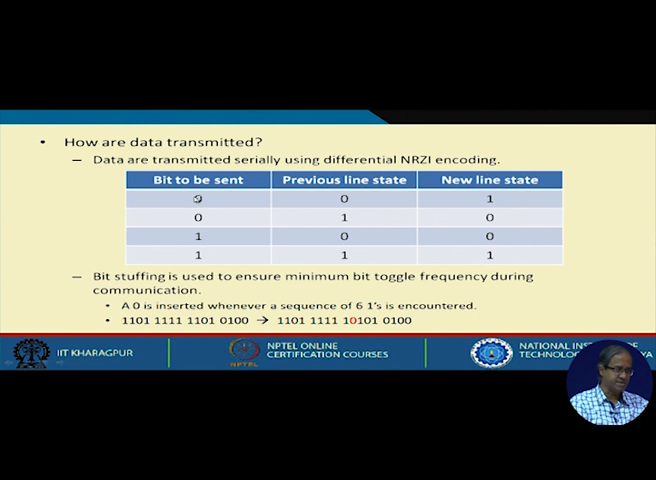 • How are data transmitted?
– Data are transmitted serially using differential NRZI encoding.
Bit to be sent Previous line state New line state
0 0 1
0 1 0
1 0 0
1 1 1
– Bit stuffing is used to ensure minimum bit toggle frequency during
communication.
• A 0 is inserted whenever a sequence of 6 1's is encountered.
• 1101 1111 1101 0100 → 1101 1111 10101 0100
IIT KHARAGPUR
NPTEL
NPTEL ONLINE
CERTIFICATION COURSES
NATIONAL
TECHNOLOG